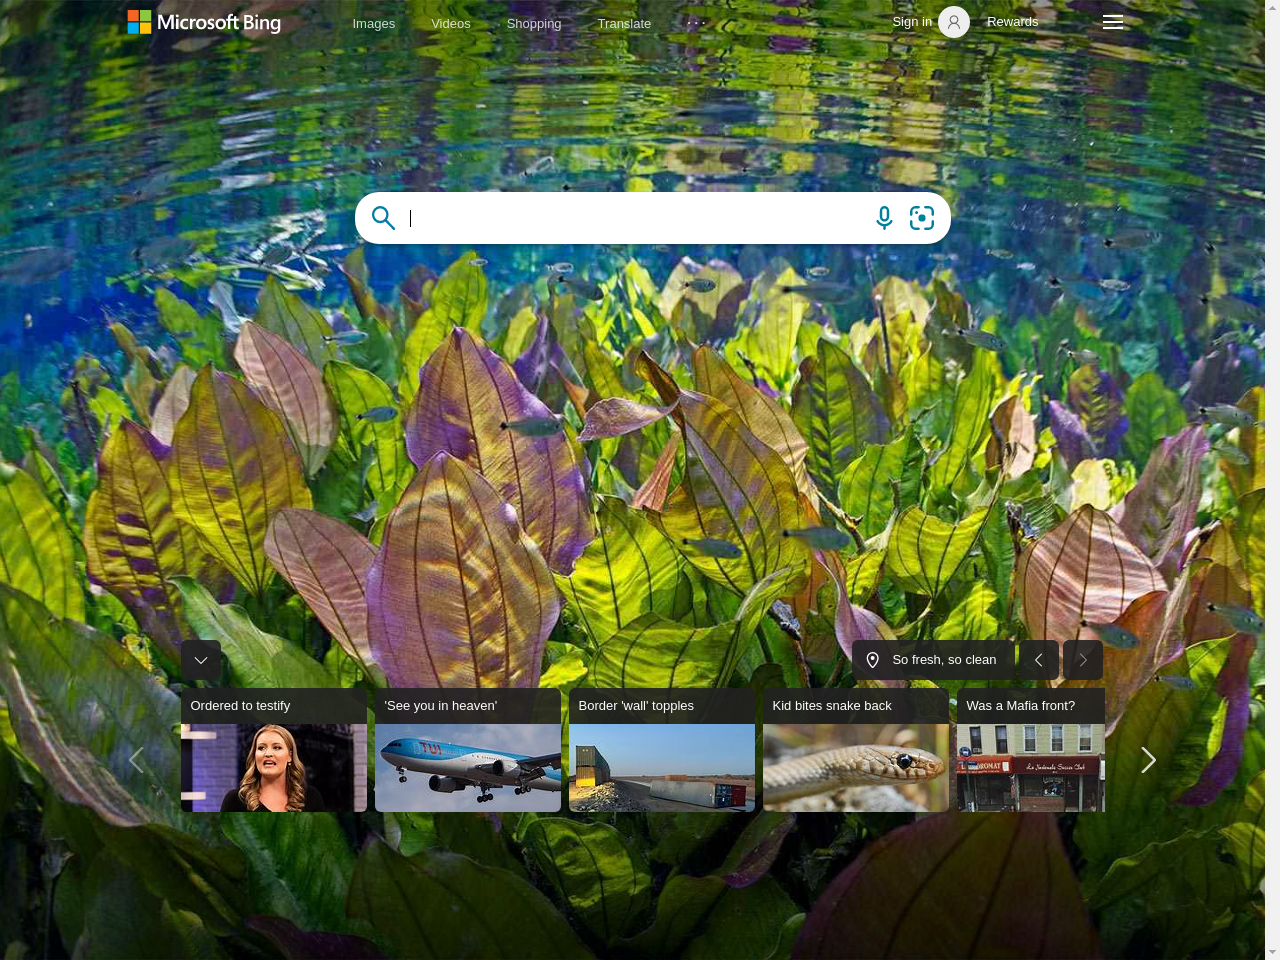 Microsoft Bing
Images
Videos
Shopping
Translate
Sign in
Rewards
So fresh, so clean
Ordered to testify
'See you in heaven'
Border 'wall' topples
Kid bites snake back
Was a Mafia front?
TUI